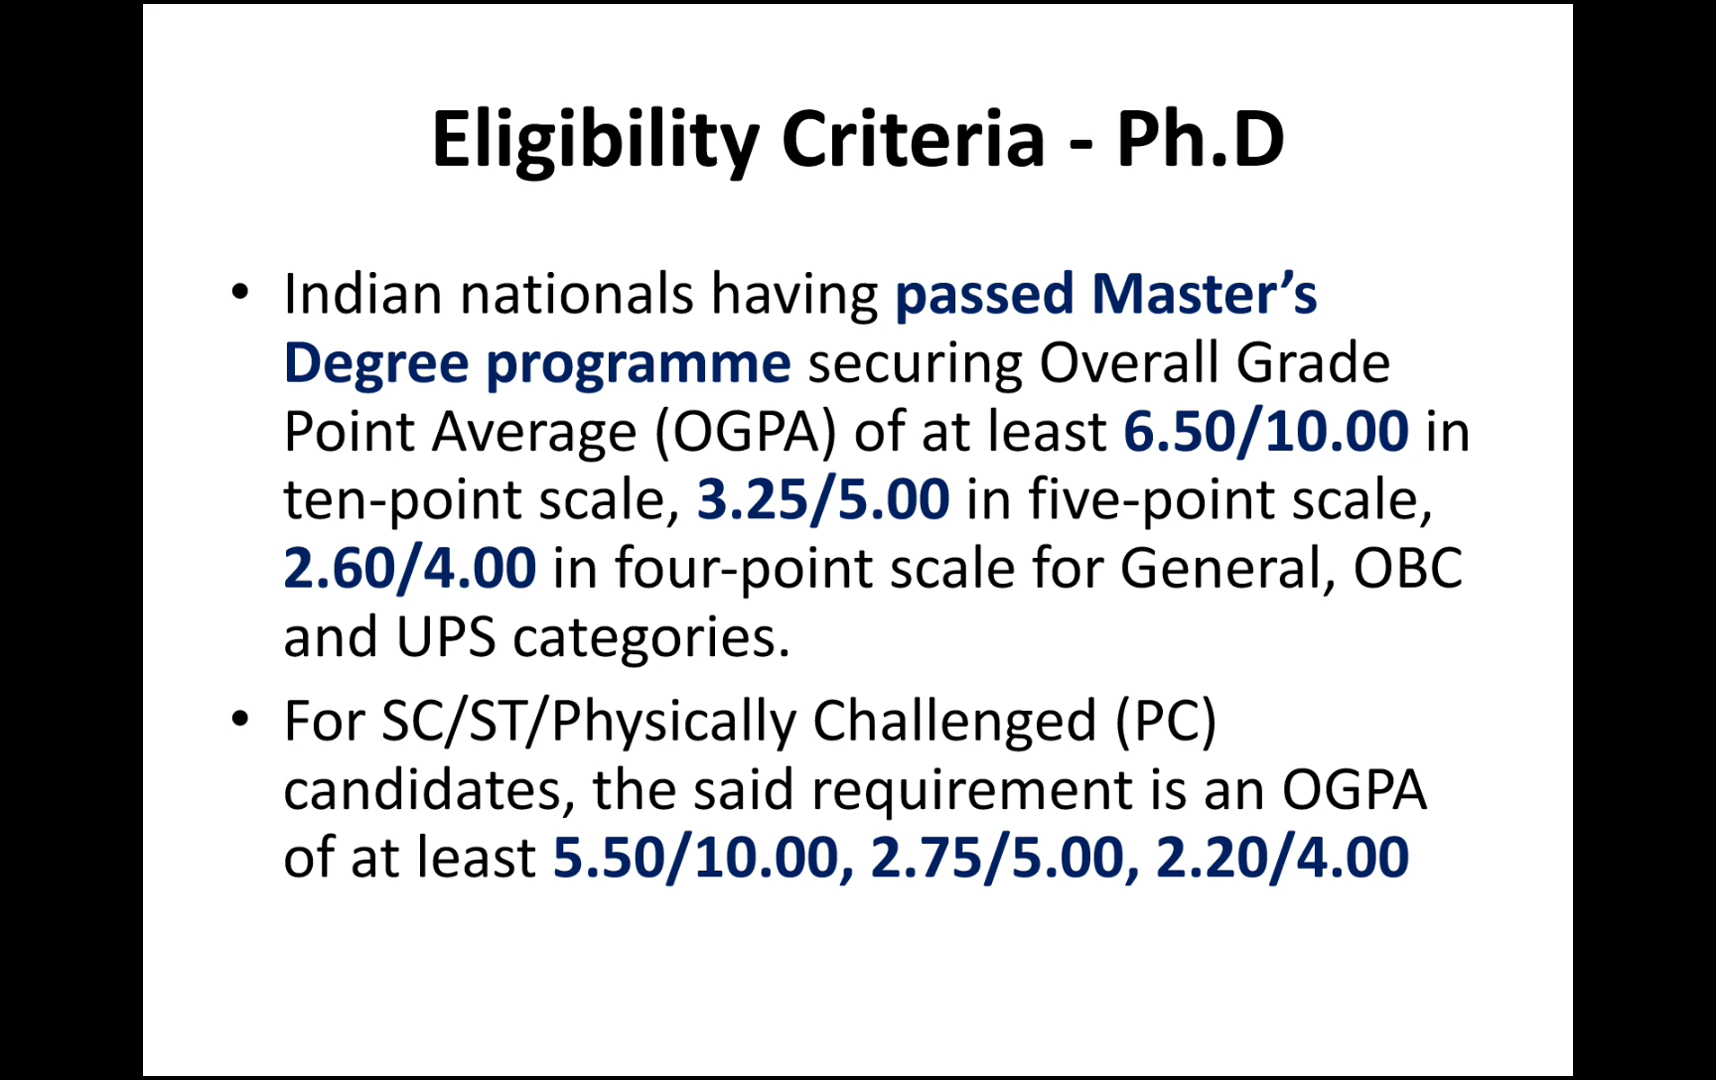 Eligibility Criteria - Ph.D
• Indian nationals having passed Master’s
Degree programme securing Overall Grade
Point Average (OGPA) of at least 6.50/10.00 in
ten-point scale, 3.25/5.00 in five-point scale,
2.60/4.00 in four-point scale for General, OBC
and UPS categories.
• For SC/ST/Physically Challenged (PC)
candidates, the said requirement is an OGPA
of at least 5.50/10.00, 2.75/5.00, 2.20/4.00